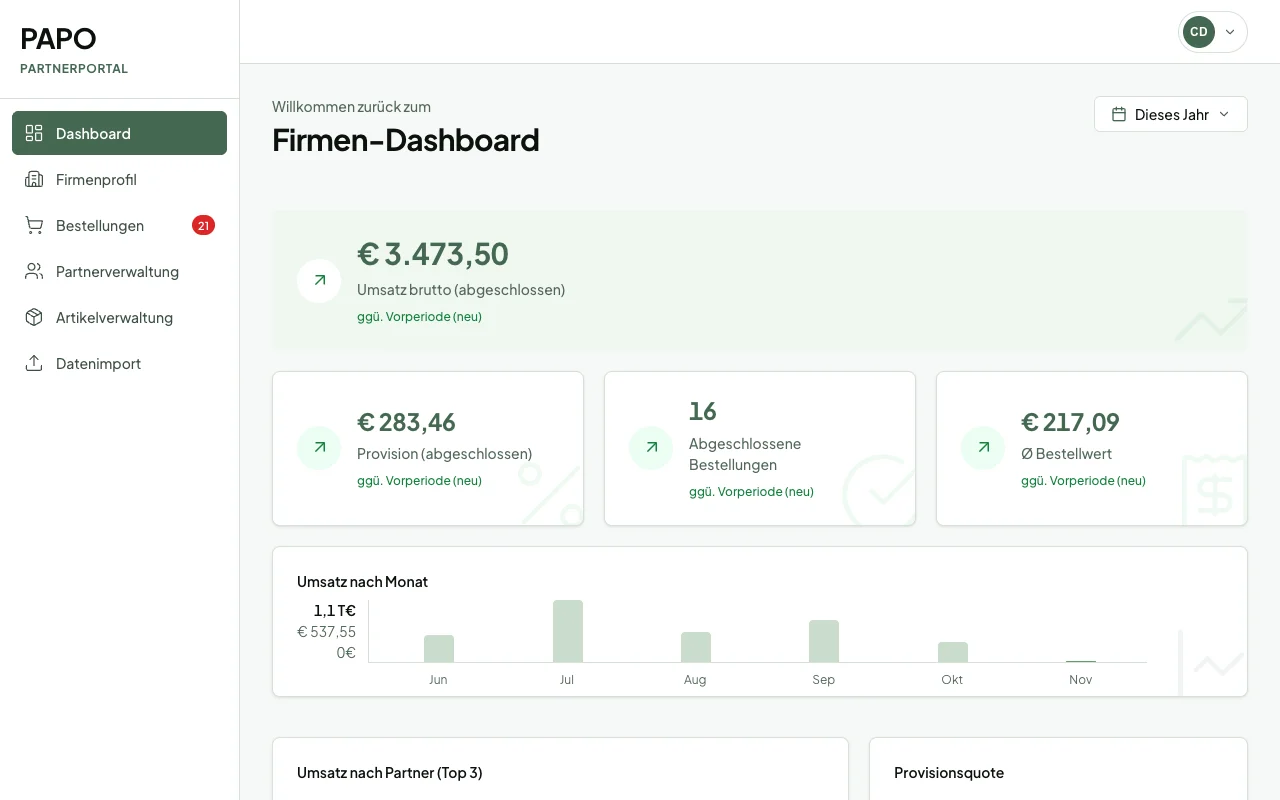 PAPO
PARTNERPORTAL
CD
Dashboard
Firmenprofil
Bestellungen 21
Partnerverwaltung
Artikelverwaltung
Datenimport
Willkommen zurück zum
Firmen-Dashboard
Dieses Jahr
€ 3.473,50
Umsatz brutto (abgeschlossen)
ggü. Vorperiode (neu)
€ 283,46
Provision (abgeschlossen)
ggü. Vorperiode (neu)
16
Abgeschlossene
Bestellungen
ggü. Vorperiode (neu)
€ 217,09
Ø Bestellwert
ggü. Vorperiode (neu)
Umsatz nach Monat
1,1 T€
€ 537,55
0€
Jun Jul Aug Sep Okt Nov
Umsatz nach Partner (Top 3)
Provisionsquote